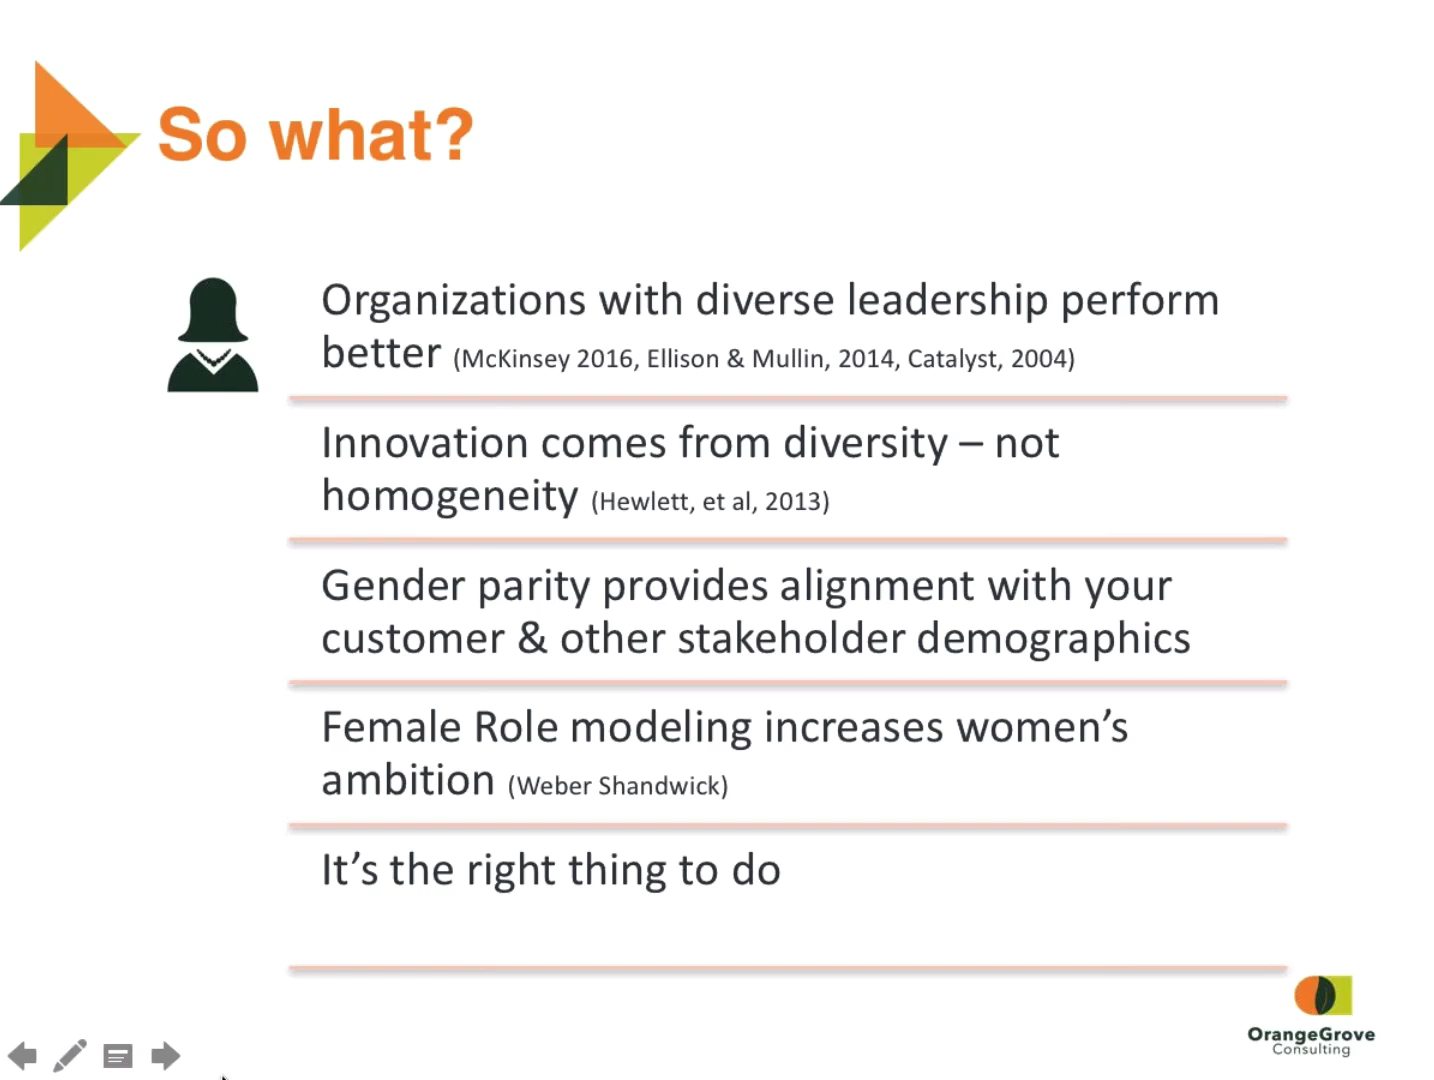 So what?
Organizations with diverse leadership perform
better (McKinsey 2016, Ellison & Mullin, 2014, Catalyst, 2004)
Innovation comes from diversity – not
homogeneity (Hewlett, et al, 2013)
Gender parity provides alignment with your
customer & other stakeholder demographics
Female Role modeling increases women’s
ambition (Weber Shandwick)
It’s the right thing to do
OrangeGrove
Consulting